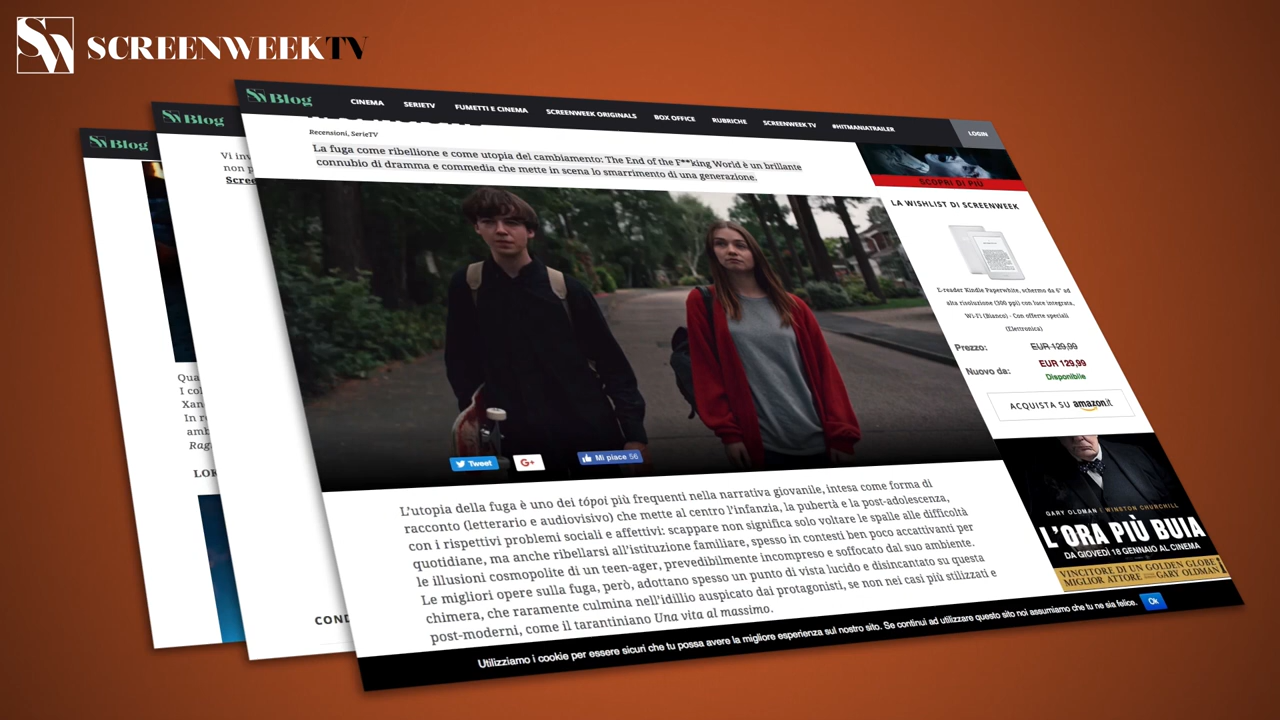 SW SCREENWEEKTV
SW Blog
SW Blog
SW Blog
CINEMA SERIETV FUMETTI E CINEMA SCREENWEEK ORIGINALS BOX OFFICE RUBRICHE SCREENWEEK TV #HITMANIATRAILER LOGIN
Recensioni, SerieTV
La fuga come ribellione e come utopia del cambiamento: The End of the F**king World è un brillante
connubio di dramma e commedia che mette in scena lo smarrimento di una generazione.
Tweet G+ Mi piace 56
L'utopia della fuga è uno dei tópoi più frequenti nella narrativa giovanile, intesa come forma di
racconto (letterario e audiovisivo) che mette al centro l'infanzia, la pubertà e la post-adolescenza,
con i rispettivi problemi sociali e affettivi: scappare non significa solo voltare le spalle alle difficoltà
quotidiane, ma anche ribellarsi all'istituzione familiare, spesso in contesti ben poco accattivanti per
le illusioni cosmopolite di un teen-ager, prevedibilmente incompreso e soffocato dal suo ambiente.
Le migliori opere sulla fuga, però, adottano spesso un punto di vista lucido e disincantato su questa
chimera, che raramente culmina nell'idillio auspicato dai protagonisti, se non nei casi più stilizzati e
post-moderni, come il tarantiniano Una vita al massimo.
SCOPRI DI PIÙ
LA WISHLIST DI SCREENWEEK
E-reader Kindle Paperwhite, schermo da 6" ad
alta risoluzione (300 ppi) con luce integrata,
Wi-Fi (Bianco) - Con offerte speciali
(Elettronica)
Prezzo: EUR 129,99
Nuovo da: EUR 129,99
Disponibile
ACQUISTA SU amazon.it
GARY OLDMAN È WINSTON CHURCHILL
L'ORA PIÙ BUIA
DA GIOVEDÌ 18 GENNAIO AL CINEMA
VINCITORE DI UN GOLDEN GLOBE
MIGLIOR ATTORE GARY OLDMAN
Utilizziamo i cookie per essere sicuri che tu possa avere la migliore esperienza sul nostro sito. Se continui ad utilizzare questo sito noi assumiamo che tu ne sia felice. Ok
Vi inv
non p
Scree
COND
Qua
I col
Xan
In re
amb
Rag
LOK